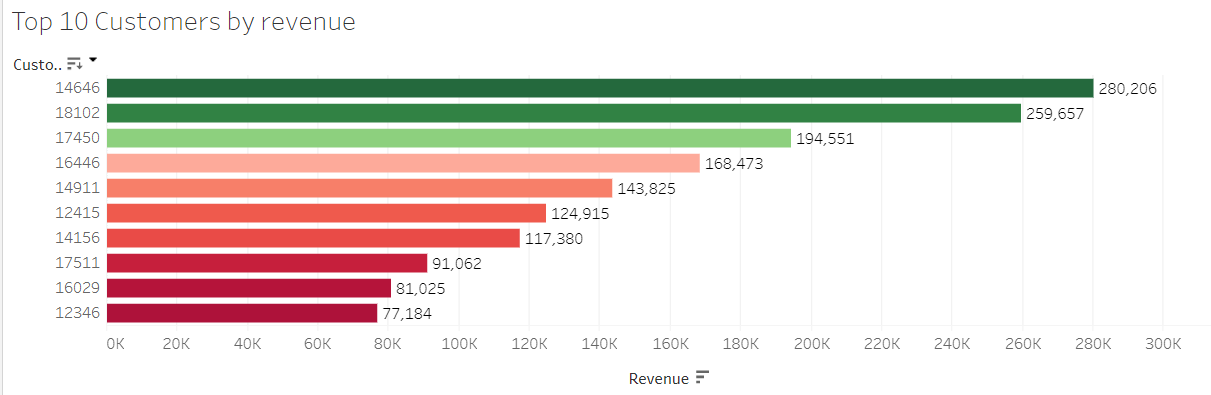 Top 10 Customers by revenue
Custo..
14646 280,206
18102 259,657
17450 194,551
16446 168,473
14911 143,825
12415 124,915
14156 117,380
17511 91,062
16029 81,025
12346 77,184
0K 20K 40K 60K 80K 100K 120K 140K 160K 180K 200K 220K 240K 260K 280K 300K
Revenue